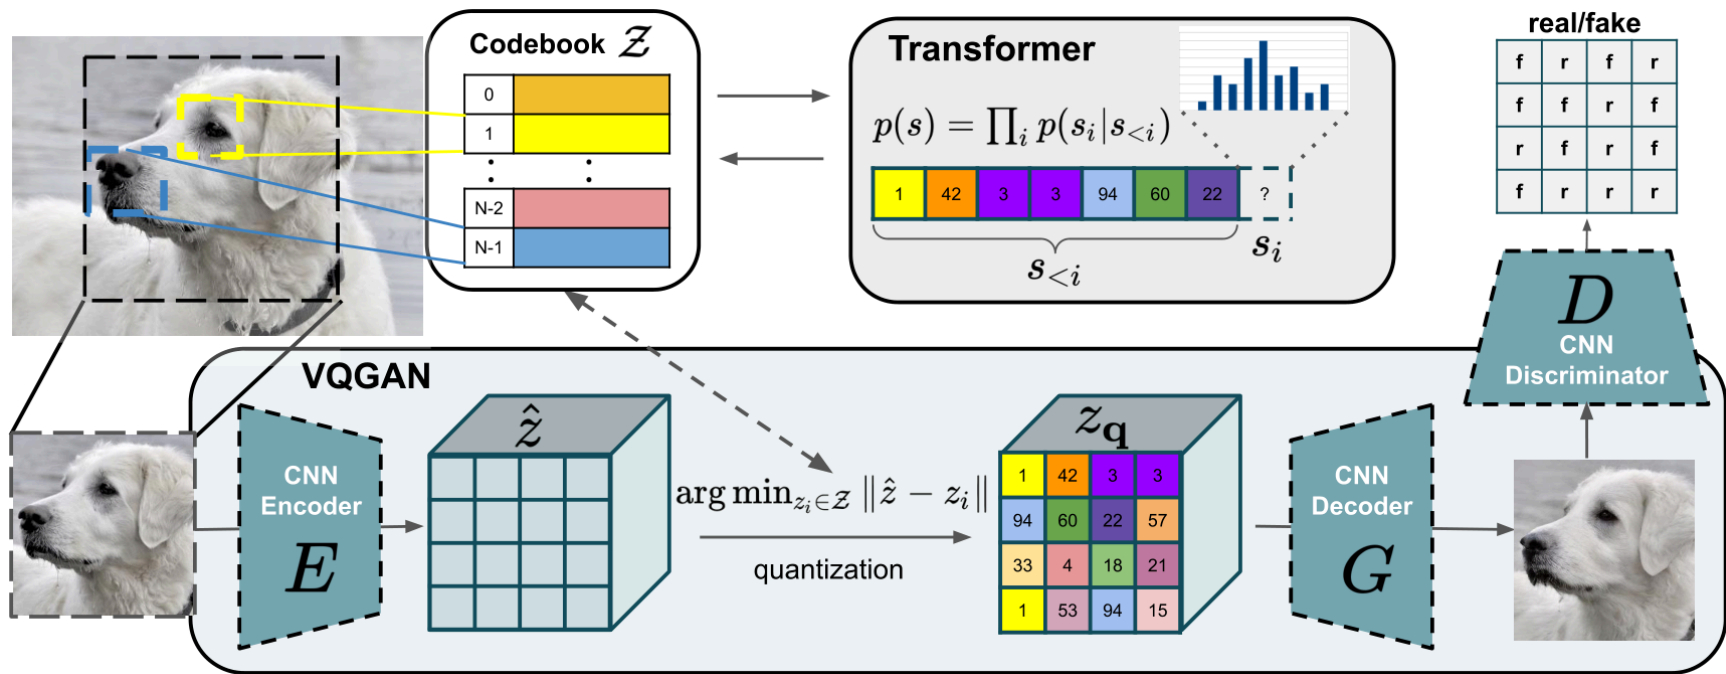 Codebook 𝒵
0
1
⋮ ⋮
N-2
N-1
Transformer
p(s) = ∏ᵢ p(sᵢ|s<ᵢ)
1 42 3 3 94 60 22 ?
s<ᵢ
sᵢ
real/fake
f r f r
f f r f
r f r f
f r r r
D
CNN
Discriminator
VQGAN
CNN
Encoder
E
ẑ
arg min_{zᵢ∈𝒵} ‖ẑ − zᵢ‖
quantization
z_𝐪
1 42 3 3
94 60 22 57
33 4 18 21
1 53 94 15
CNN
Decoder
G